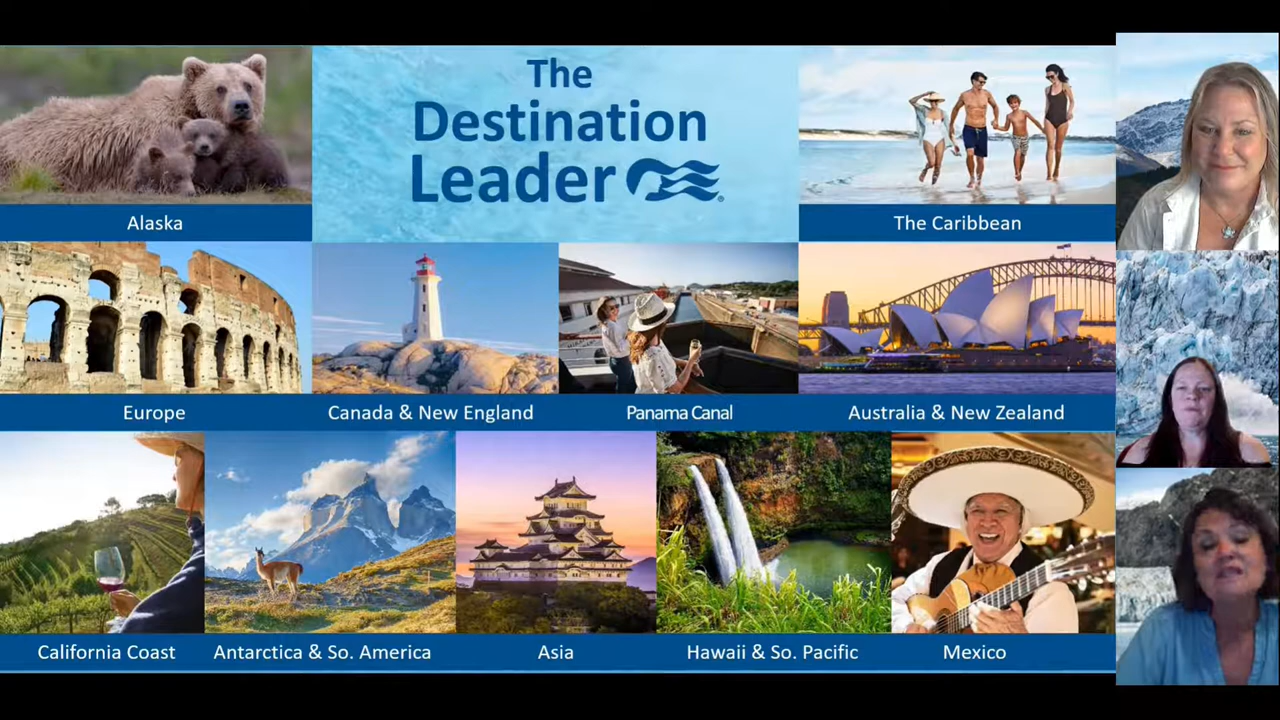 The
Destination
Leader
Alaska
The Caribbean
Europe
Canada & New England
Panama Canal
Australia & New Zealand
California Coast
Antarctica & So. America
Asia
Hawaii & So. Pacific
Mexico